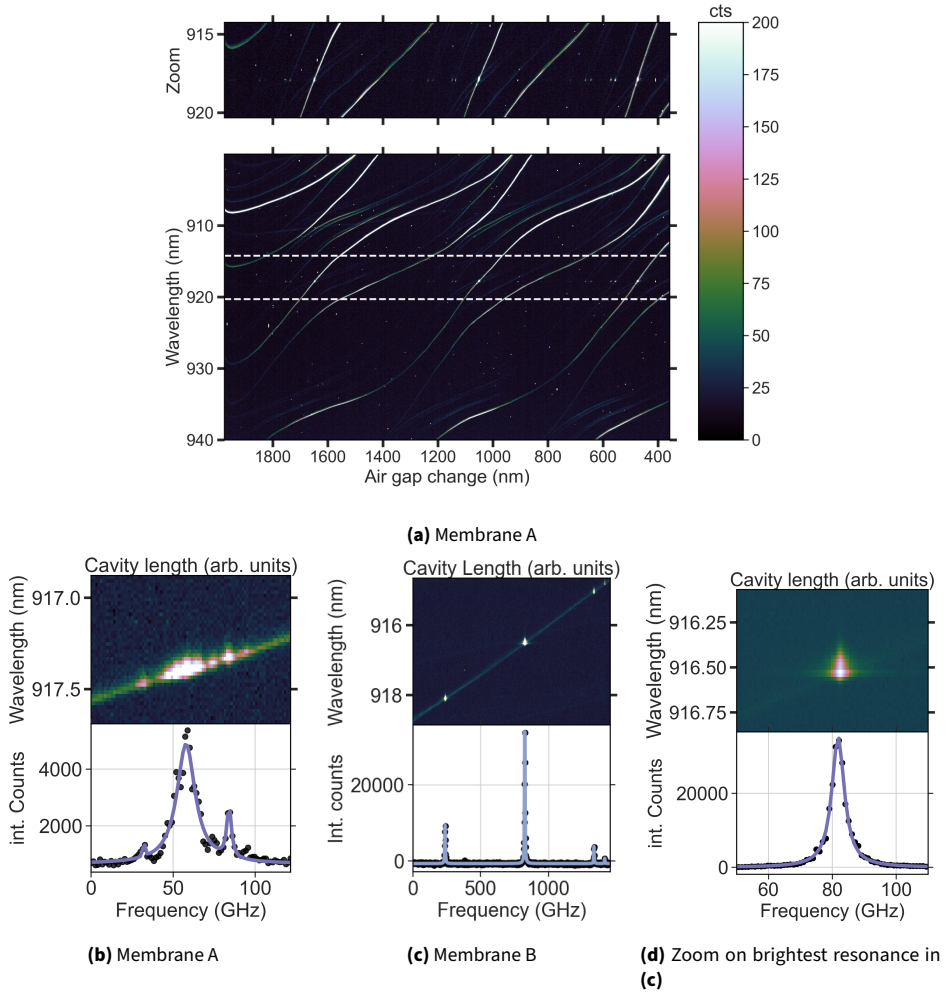 cts
200
175
150
125
100
75
50
25
0
Zoom
915
920
Wavelength (nm)
910
920
930
940
1800 1600 1400 1200 1000 800 600 400
Air gap change (nm)
(a) Membrane A
Cavity length (arb. units)
Wavelength (nm)
917.0
917.5
int. Counts
4000
2000
0 50 100
Frequency (GHz)
(b) Membrane A
Cavity Length (arb. units)
Wavelength (nm)
916
918
Int. counts
20000
0
0 500 1000
Frequency (GHz)
(c) Membrane B
Cavity length (arb. units)
Wavelength (nm)
916.25
916.50
916.75
int. Counts
20000
0
60 80 100
Frequency (GHz)
(d) Zoom on brightest resonance in
(c)